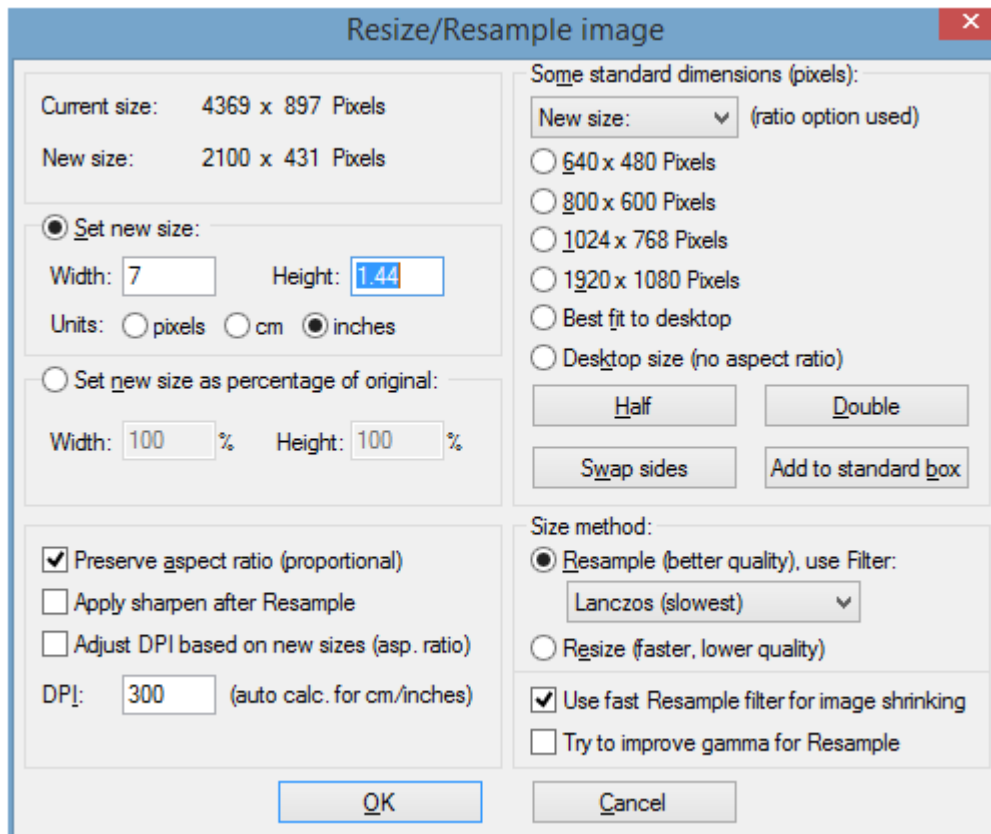 Resize/Resample image
Current size: 4369 x 897 Pixels
New size: 2100 x 431 Pixels
Set new size:
Width: 7 Height: 1.44
Units: pixels cm inches
Set new size as percentage of original:
Width: 100 % Height: 100 %
Preserve aspect ratio (proportional)
Apply sharpen after Resample
Adjust DPI based on new sizes (asp. ratio)
DPI: 300 (auto calc. for cm/inches)
Some standard dimensions (pixels):
New size: (ratio option used)
640 x 480 Pixels
800 x 600 Pixels
1024 x 768 Pixels
1920 x 1080 Pixels
Best fit to desktop
Desktop size (no aspect ratio)
Half Double
Swap sides Add to standard box
Size method:
Resample (better quality), use Filter:
Lanczos (slowest)
Resize (faster, lower quality)
Use fast Resample filter for image shrinking
Try to improve gamma for Resample
OK Cancel